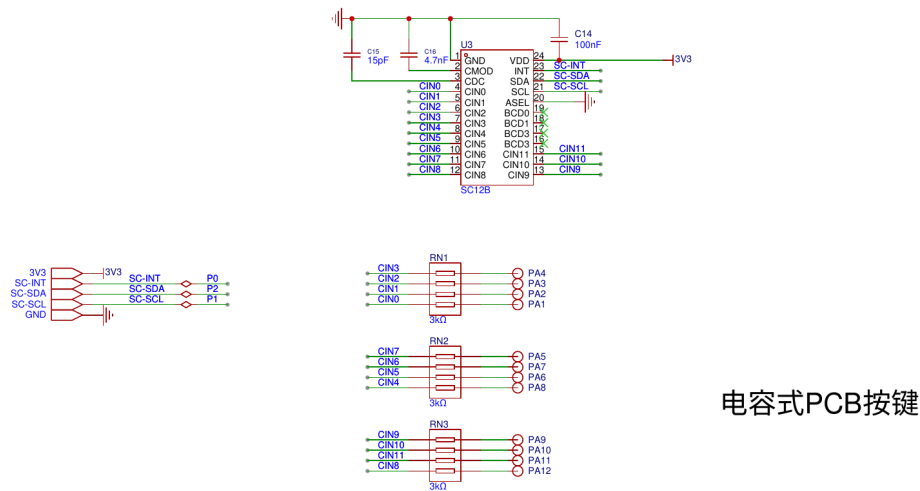 C15
15pF
C16
4.7nF
C14
100nF
3V3
U3
1 GND VDD 24
2 CMOD INT 23 SC-INT
3 CDC SDA 22 SC-SDA
CIN0 4 CIN0 SCL 21 SC-SCL
CIN1 5 CIN1 ASEL 20
CIN2 6 CIN2 BCD0 19
CIN3 7 CIN3 BCD1 18
CIN4 8 CIN4 BCD3 17
CIN5 9 CIN5 BCD3 16
CIN6 10 CIN6 CIN11 15 CIN11
CIN7 11 CIN7 CIN10 14 CIN10
CIN8 12 CIN8 CIN9 13 CIN9
SC12B
3V3 3V3
SC-INT SC-INT P0
SC-SDA SC-SDA P2
SC-SCL SC-SCL P1
GND
RN1
CIN3 PA4
CIN2 PA3
CIN1 PA2
CIN0 PA1
3kΩ
RN2
CIN7 PA5
CIN6 PA7
CIN5 PA6
CIN4 PA8
3kΩ
RN3
CIN9 PA9
CIN10 PA10
CIN11 PA11
CIN8 PA12
3kΩ
电容式PCB按键